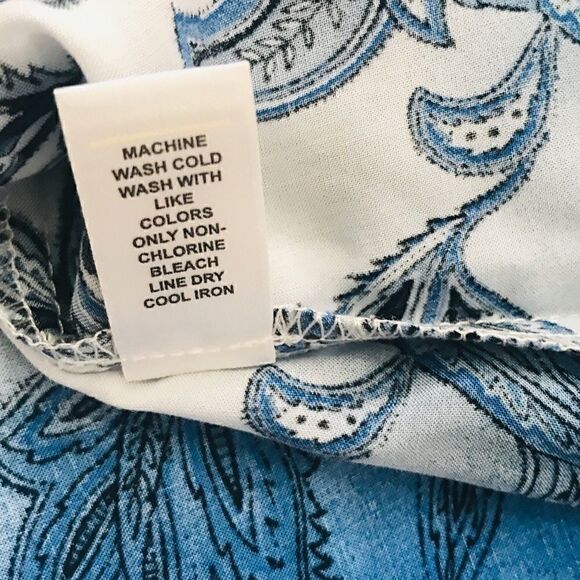 MACHINE
WASH COLD
WASH WITH
LIKE
COLORS
ONLY NON-
CHLORINE
BLEACH
LINE DRY
COOL IRON